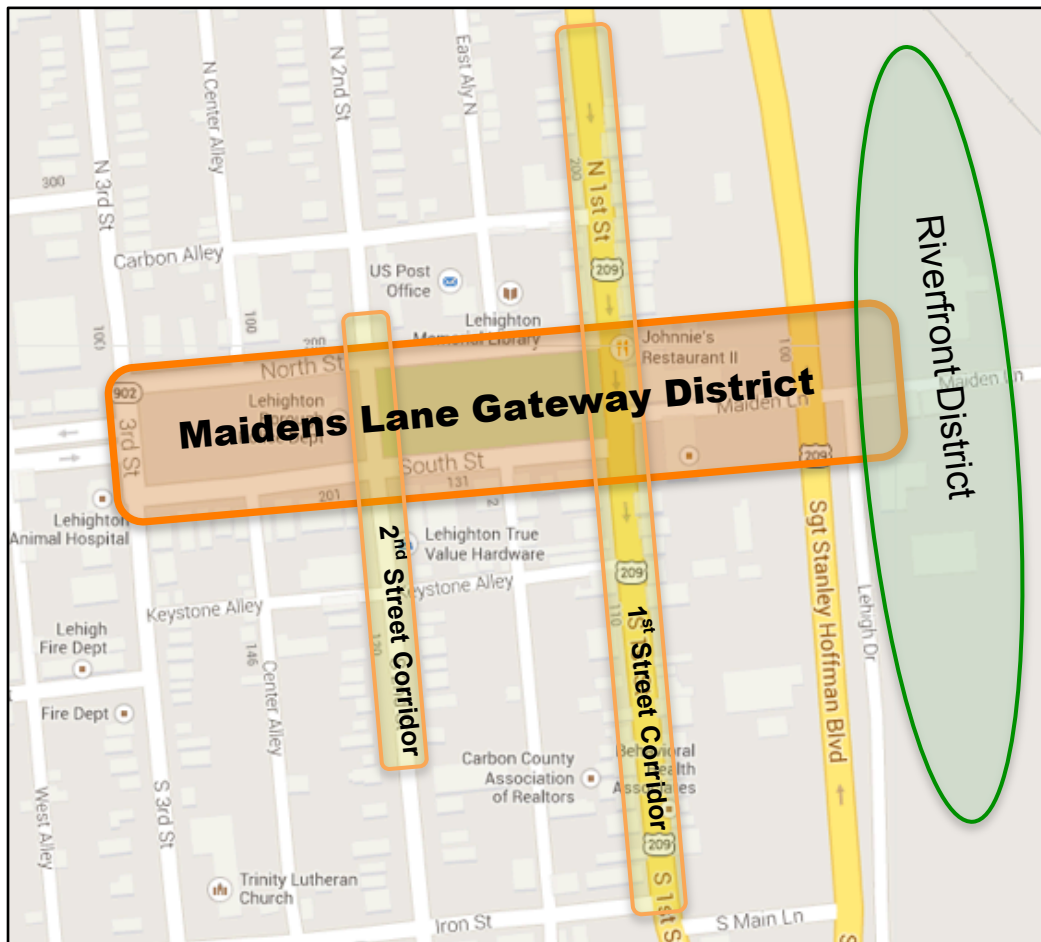 N 3rd St
N Center Alley
N 2nd St
East Aly N
300
200
N 1st St
Carbon Alley
209
US Post
Office
Lehighton
Memorial Library
Johnnie's
Restaurant II
Riverfront District
100
100
200
100
North St
902
Lehighton
Borough
Maiden Ln
Maiden Ln
Maidens Lane Gateway District
3rd St
South St
131
201
2
209
Lehighton
Animal Hospital
Lehighton True
Value Hardware
2nd Street Corridor
Keystone Alley
Keystone Alley
209
110
120
146
Sgt Stanley Hoffman Blvd
Lehigh Dr
Lehigh
Fire Dept
Fire Dept
Center Alley
1st Street Corridor
Carbon County
Association
of Realtors
Behavioral
Health
Associates
West Alley
S 3rd St
209
Trinity Lutheran
Church
Iron St
S 1st S
S Main Ln
S